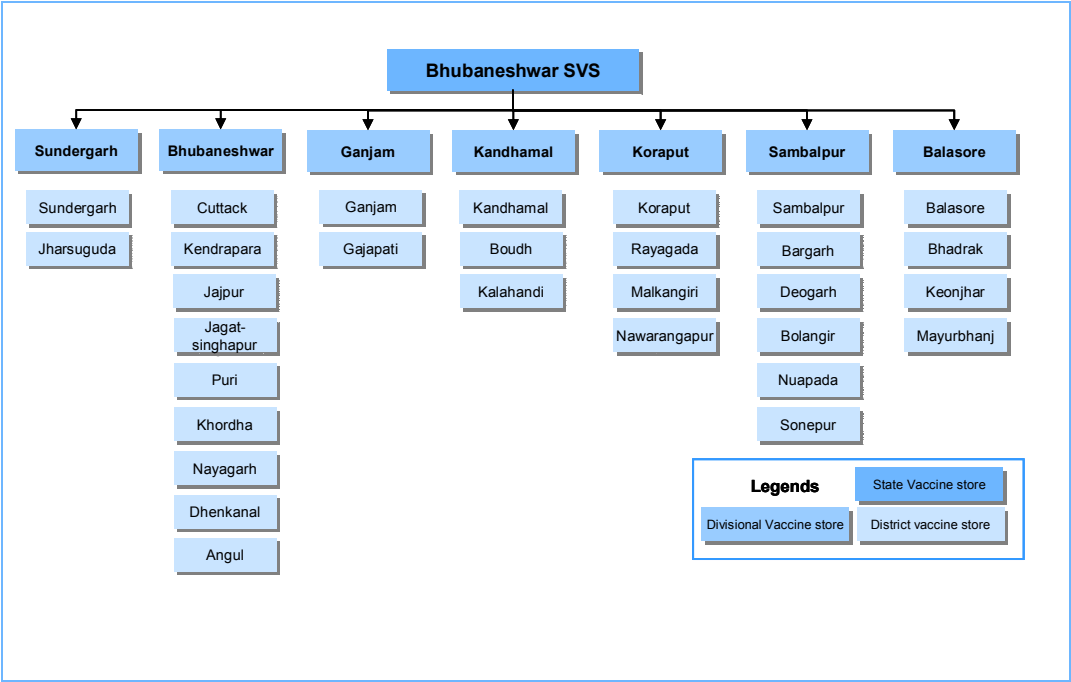 Bhubaneshwar SVS
Sundergarh
Bhubaneshwar
Ganjam
Kandhamal
Koraput
Sambalpur
Balasore
Sundergarh
Jharsuguda
Cuttack
Kendrapara
Jajpur
Jagat-
singhapur
Puri
Khordha
Nayagarh
Dhenkanal
Angul
Ganjam
Gajapati
Kandhamal
Boudh
Kalahandi
Koraput
Rayagada
Malkangiri
Nawarangapur
Sambalpur
Bargarh
Deogarh
Bolangir
Nuapada
Sonepur
Balasore
Bhadrak
Keonjhar
Mayurbhanj
Legends
State Vaccine store
Divisional Vaccine store
District vaccine store